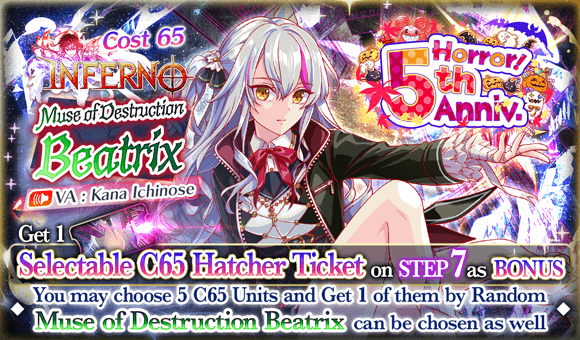 Cost 65
INFERNO
Muse of Destruction
Beatrix
VA : Kana Ichinose
Horror!
5th
Anniv.
Get 1
Selectable C65 Hatcher Ticket on STEP 7 as BONUS
You may choose 5 C65 Units and Get 1 of them by Random
Muse of Destruction Beatrix can be chosen as well